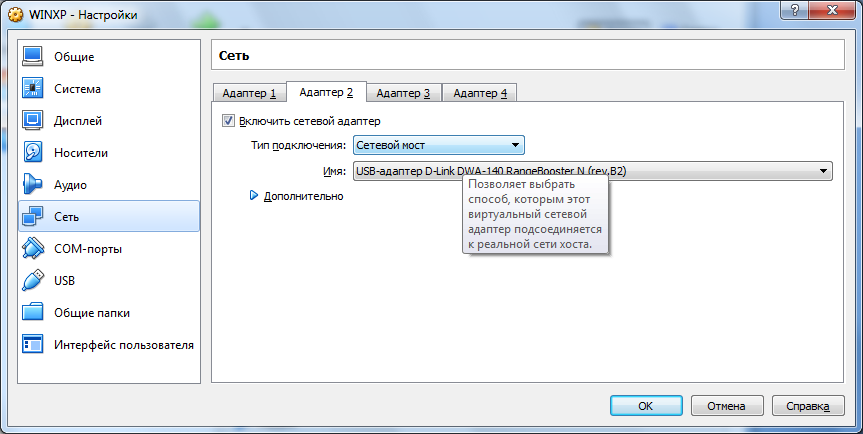 WINXP - Настройки
Общие
Система
Дисплей
Носители
Аудио
Сеть
COM-порты
USB
Общие папки
Интерфейс пользователя
Сеть
Адаптер 1 Адаптер 2 Адаптер 3 Адаптер 4
Включить сетевой адаптер
Тип подключения: Сетевой мост
Имя: USB-адаптер D-Link DWA-140 RangeBooster N (rev.B2)
Дополнительно
Позволяет выбрать
способ, которым этот
виртуальный сетевой
адаптер подсоединяется
к реальной сети хоста.
OK Отмена Справка